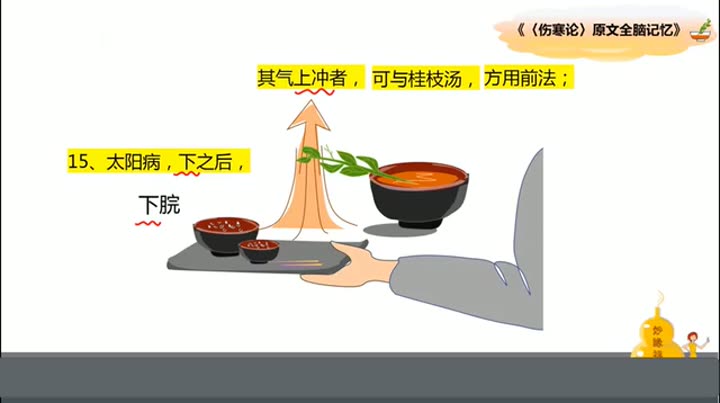 《〈伤寒论〉原文全脑记忆》
其气上冲者，可与桂枝汤，方用前法；
15、太阳病，下之后，
下脘